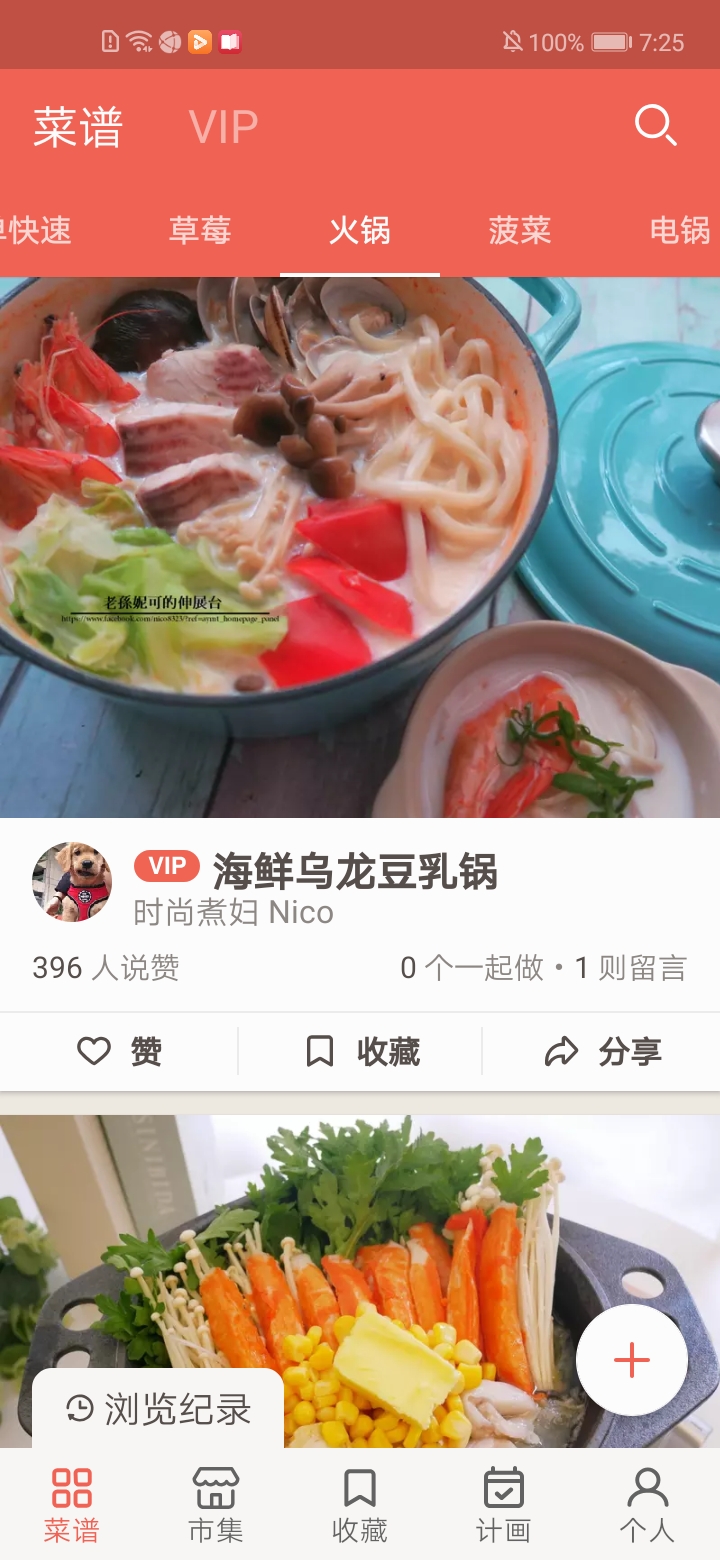 100% 7:25
菜谱 VIP
快速 草莓 火锅 菠菜 电锅
老孫妮可的伸展台
https://www.facebook.com/nico8323/?ref=aymt_homepage_panel
VIP 海鲜乌龙豆乳锅
时尚煮妇 Nico
396 人说赞 0 个一起做・1 则留言
赞 收藏 分享
浏览纪录
菜谱 市集 收藏 计画 个人